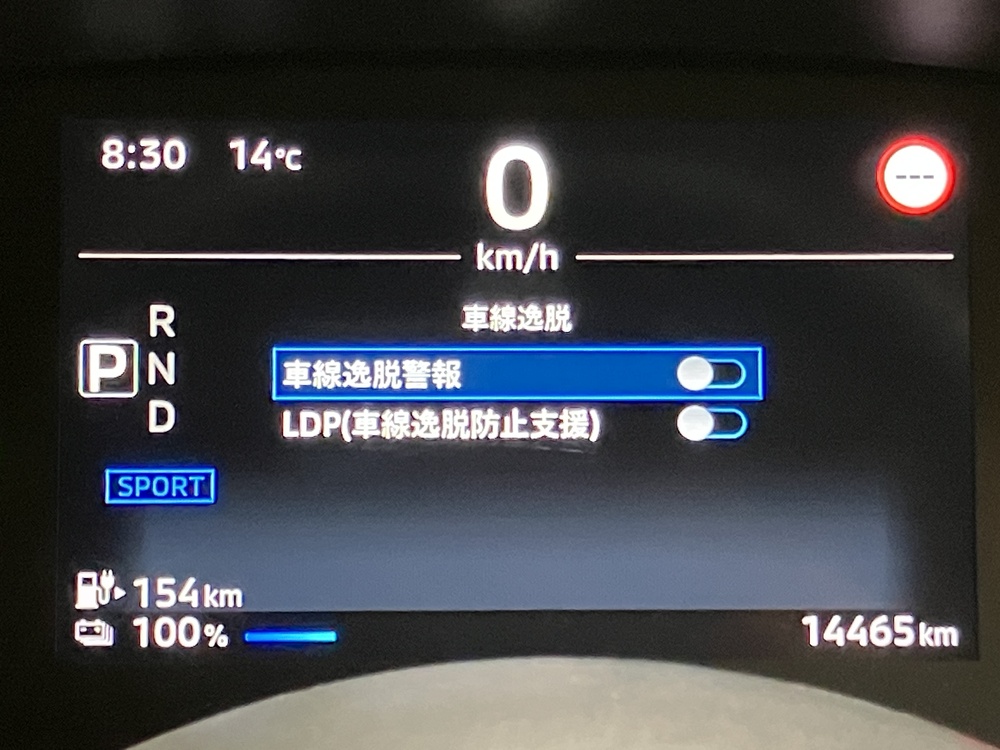 8:30 14°C
0
km/h
---
車線逸脱
R
P N
D
車線逸脱警報
LDP(車線逸脱防止支援)
SPORT
154km
100%
14465km